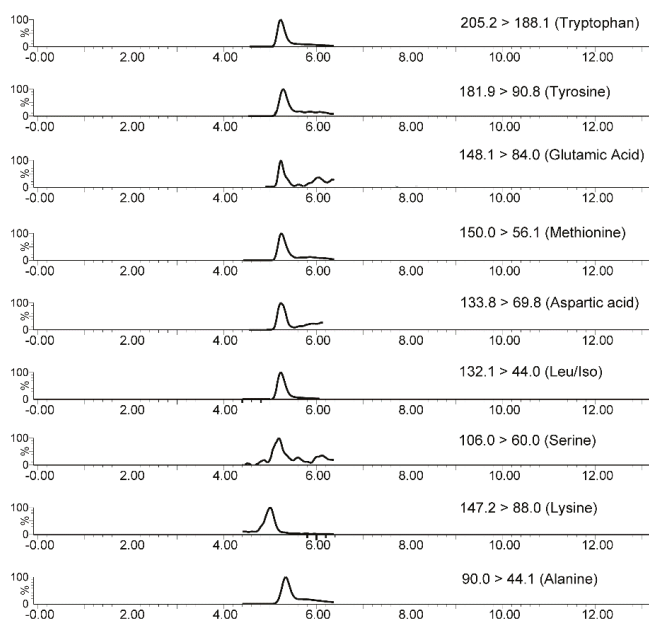 100
%
0
205.2 > 188.1 (Tryptophan)
-0.00 2.00 4.00 6.00 8.00 10.00 12.00
100
%
0
181.9 > 90.8 (Tyrosine)
-0.00 2.00 4.00 6.00 8.00 10.00 12.00
100
%
0
148.1 > 84.0 (Glutamic Acid)
-0.00 2.00 4.00 6.00 8.00 10.00 12.00
100
%
0
150.0 > 56.1 (Methionine)
-0.00 2.00 4.00 6.00 8.00 10.00 12.00
100
%
0
133.8 > 69.8 (Aspartic acid)
-0.00 2.00 4.00 6.00 8.00 10.00 12.00
100
%
0
132.1 > 44.0 (Leu/Iso)
-0.00 2.00 4.00 6.00 8.00 10.00 12.00
100
%
0
106.0 > 60.0 (Serine)
-0.00 2.00 4.00 6.00 8.00 10.00 12.00
100
%
0
147.2 > 88.0 (Lysine)
-0.00 2.00 4.00 6.00 8.00 10.00 12.00
100
%
0
90.0 > 44.1 (Alanine)
-0.00 2.00 4.00 6.00 8.00 10.00 12.00